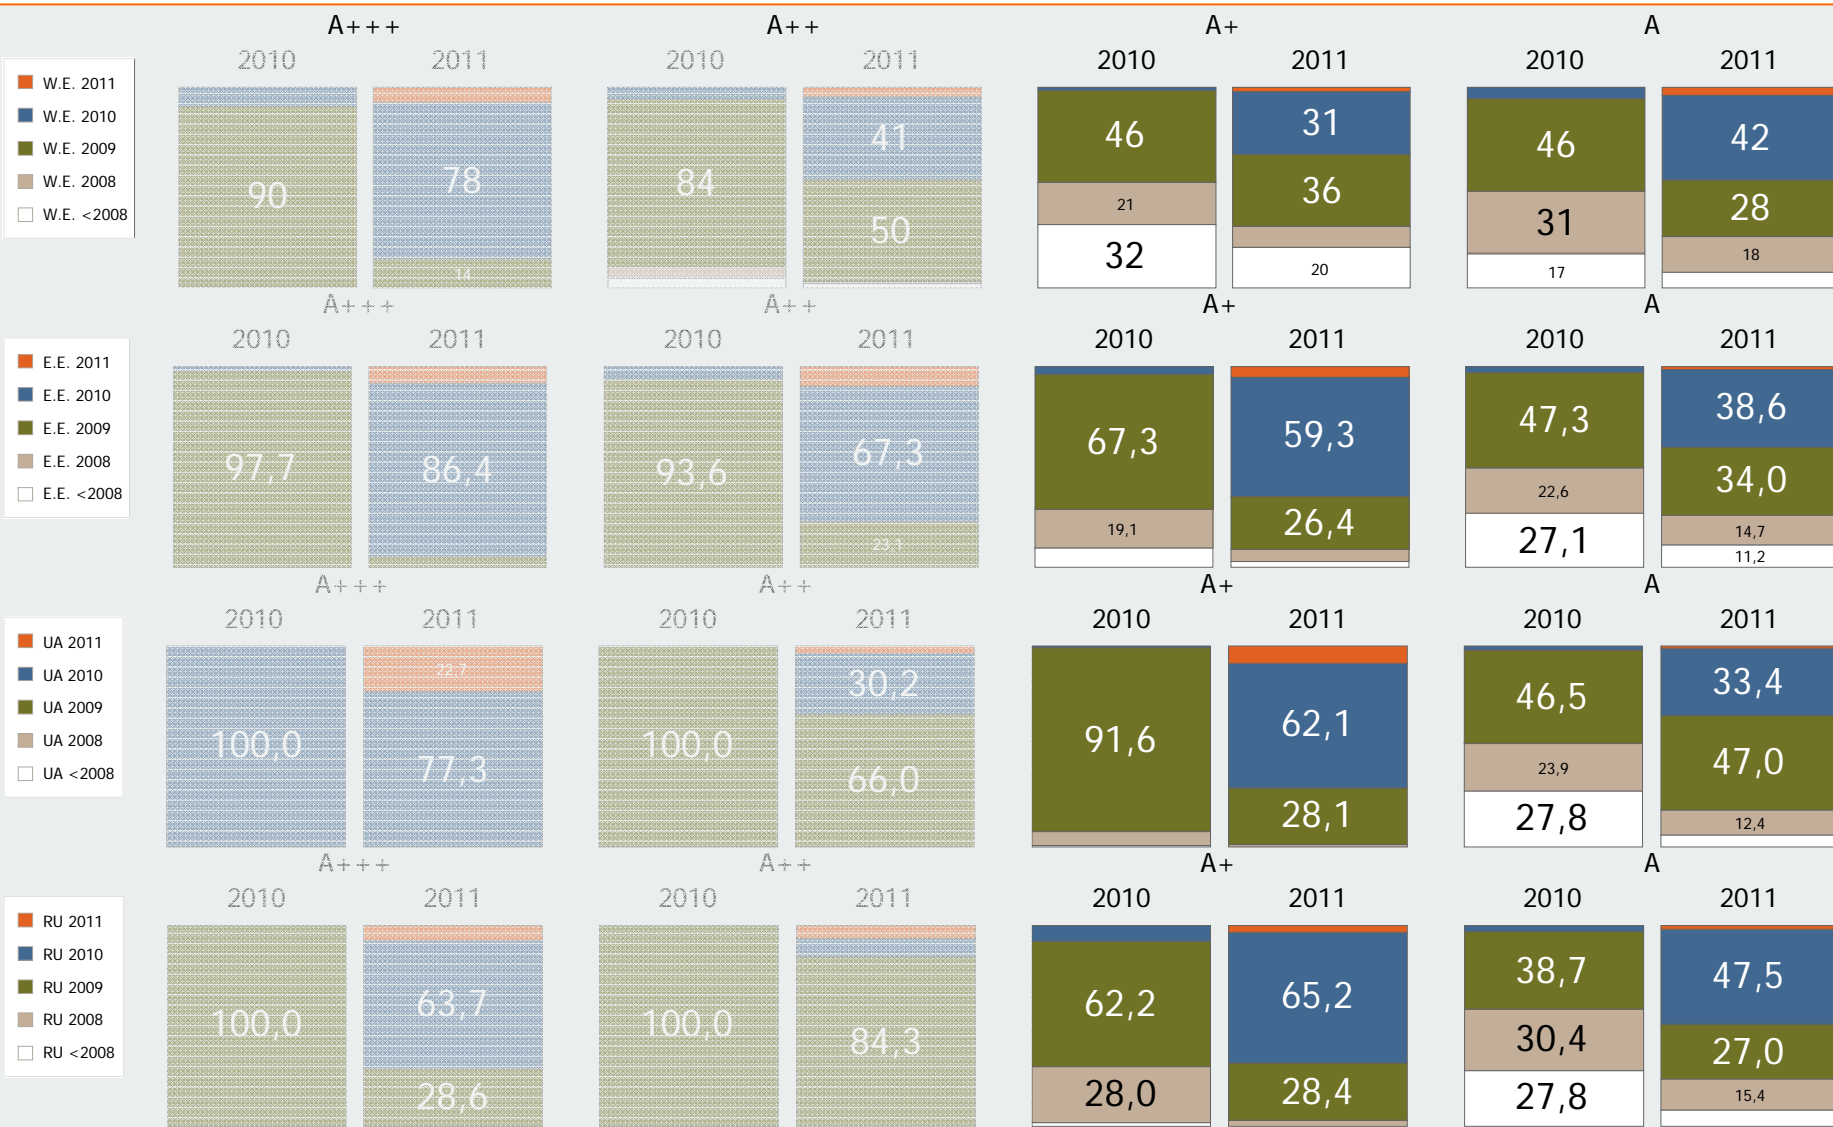 A+++ A++ A+ A
2010 2011 2010 2011 2010 2011 2010 2011
W.E. 2011
W.E. 2010
W.E. 2009
W.E. 2008
W.E. <2008
90 78 14 84 41 50 46 21 32 31 36 20 46 31 17 42 28 18
A+++ A++ A+ A
2010 2011 2010 2011 2010 2011 2010 2011
E.E. 2011
E.E. 2010
E.E. 2009
E.E. 2008
E.E. <2008
97,7 86,4 93,6 67,3 23,1 67,3 19,1 59,3 26,4 47,3 22,6 27,1 38,6 34,0 14,7 11,2
A+++ A++ A+ A
2010 2011 2010 2011 2010 2011 2010 2011
UA 2011
UA 2010
UA 2009
UA 2008
UA <2008
100,0 22,7 77,3 100,0 30,2 66,0 91,6 62,1 28,1 46,5 23,9 27,8 33,4 47,0 12,4
A+++ A++ A+ A
2010 2011 2010 2011 2010 2011 2010 2011
RU 2011
RU 2010
RU 2009
RU 2008
RU <2008
100,0 63,7 28,6 100,0 84,3 62,2 28,0 65,2 28,4 38,7 30,4 27,8 47,5 27,0 15,4